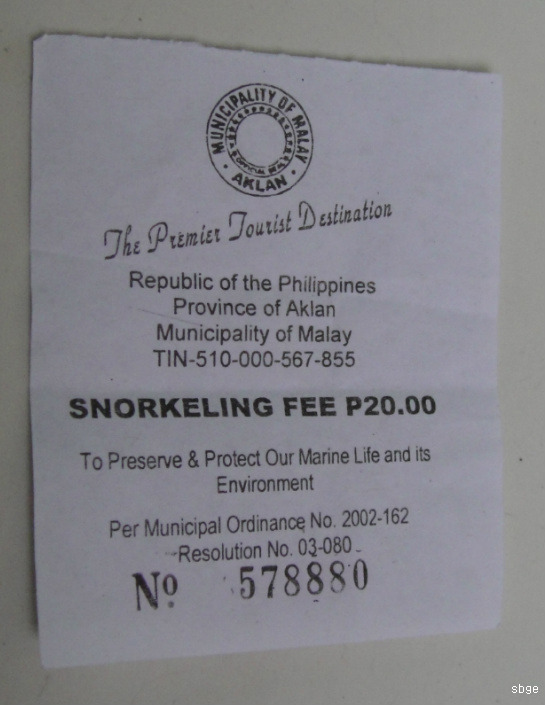 MUNICIPALITY OF MALAY
OFFICIAL SEAL
· AKLAN ·
The Premier Tourist Destination
Republic of the Philippines
Province of Aklan
Municipality of Malay
TIN-510-000-567-855
SNORKELING FEE P20.00
To Preserve & Protect Our Marine Life and its
Environment
Per Municipal Ordinance No. 2002-162
Resolution No. 03-080
Nº 578880
sbge